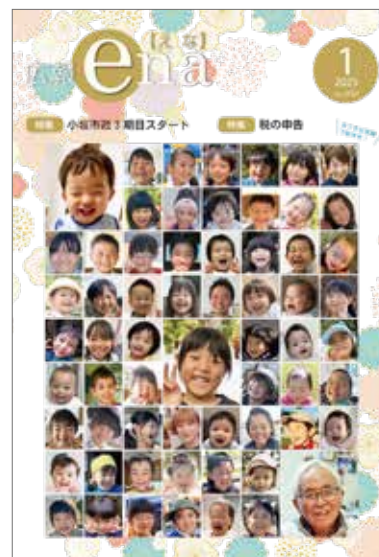 広報
[えな]
ena
1
2025
特集 小坂市政3期目スタート
特集 税の申告